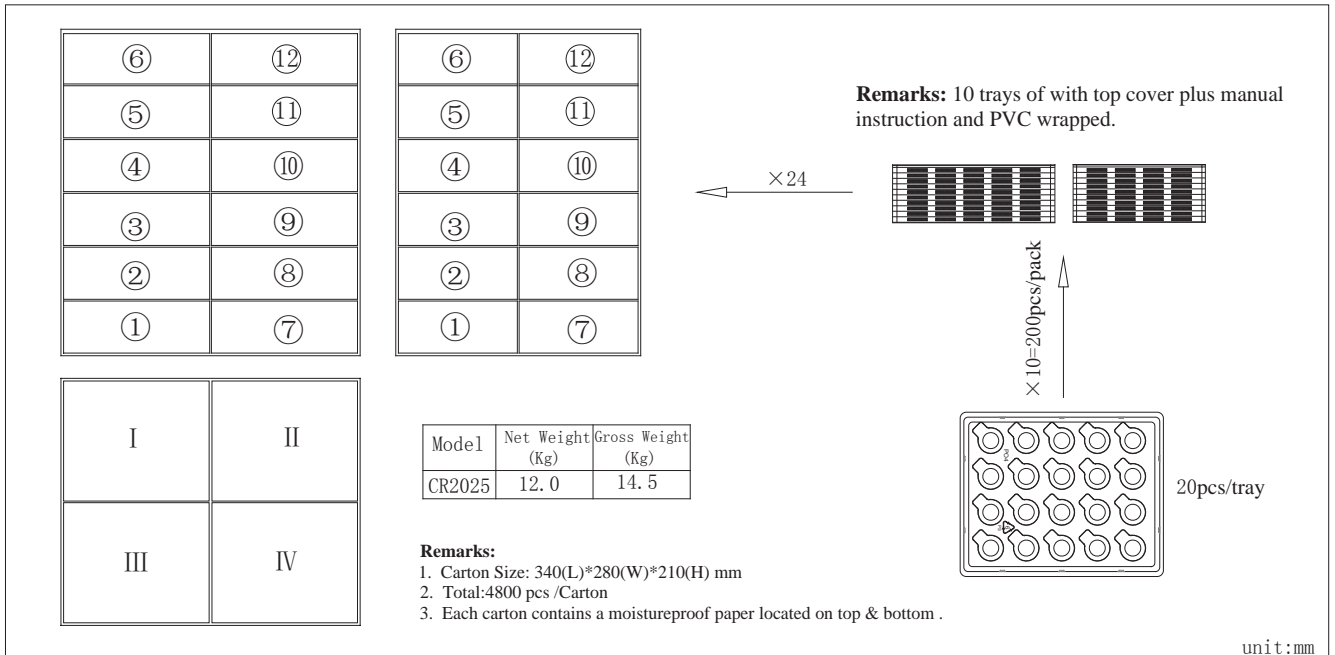 ⑥ ⑫ ⑥ ⑫
⑤ ⑪ ⑤ ⑪
④ ⑩ ④ ⑩
③ ⑨ ③ ⑨
② ⑧ ② ⑧
① ⑦ ① ⑦
Remarks: 10 trays of with top cover plus manual
instruction and PVC wrapped.
×24
×10=200pcs/pack
20pcs/tray
Ⅰ Ⅱ
Ⅲ Ⅳ
Model Net Weight (Kg) Gross Weight (Kg)
CR2025 12.0 14.5
Remarks:
1. Carton Size: 340(L)*280(W)*210(H) mm
2. Total:4800 pcs /Carton
3. Each carton contains a moistureproof paper located on top & bottom .
unit:mm